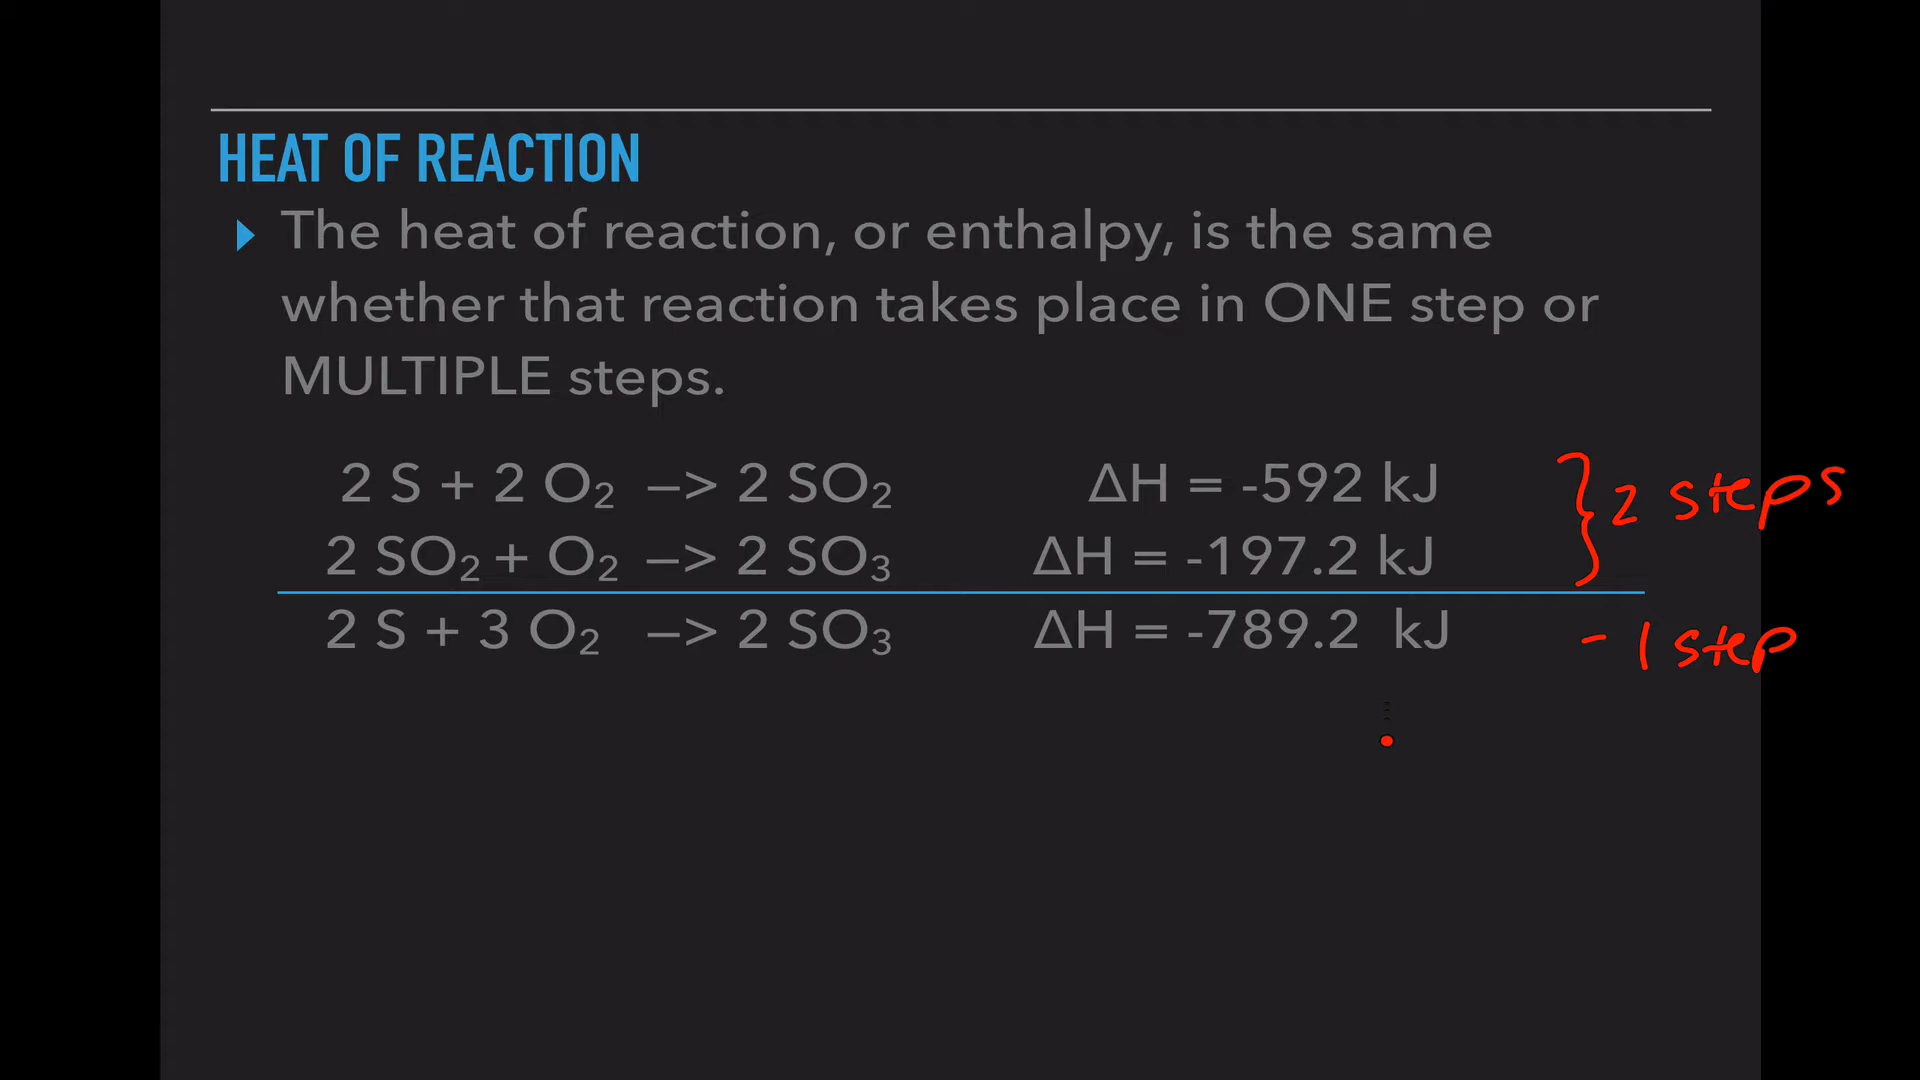 HEAT OF REACTION
The heat of reaction, or enthalpy, is the same
whether that reaction takes place in ONE step or
MULTIPLE steps.
2 S + 2 O₂ —> 2 SO₂ ΔH = -592 kJ
2 steps
2 SO₂ + O₂ —> 2 SO₃ ΔH = -197.2 kJ
2 S + 3 O₂ —> 2 SO₃ ΔH = -789.2 kJ
- 1 step